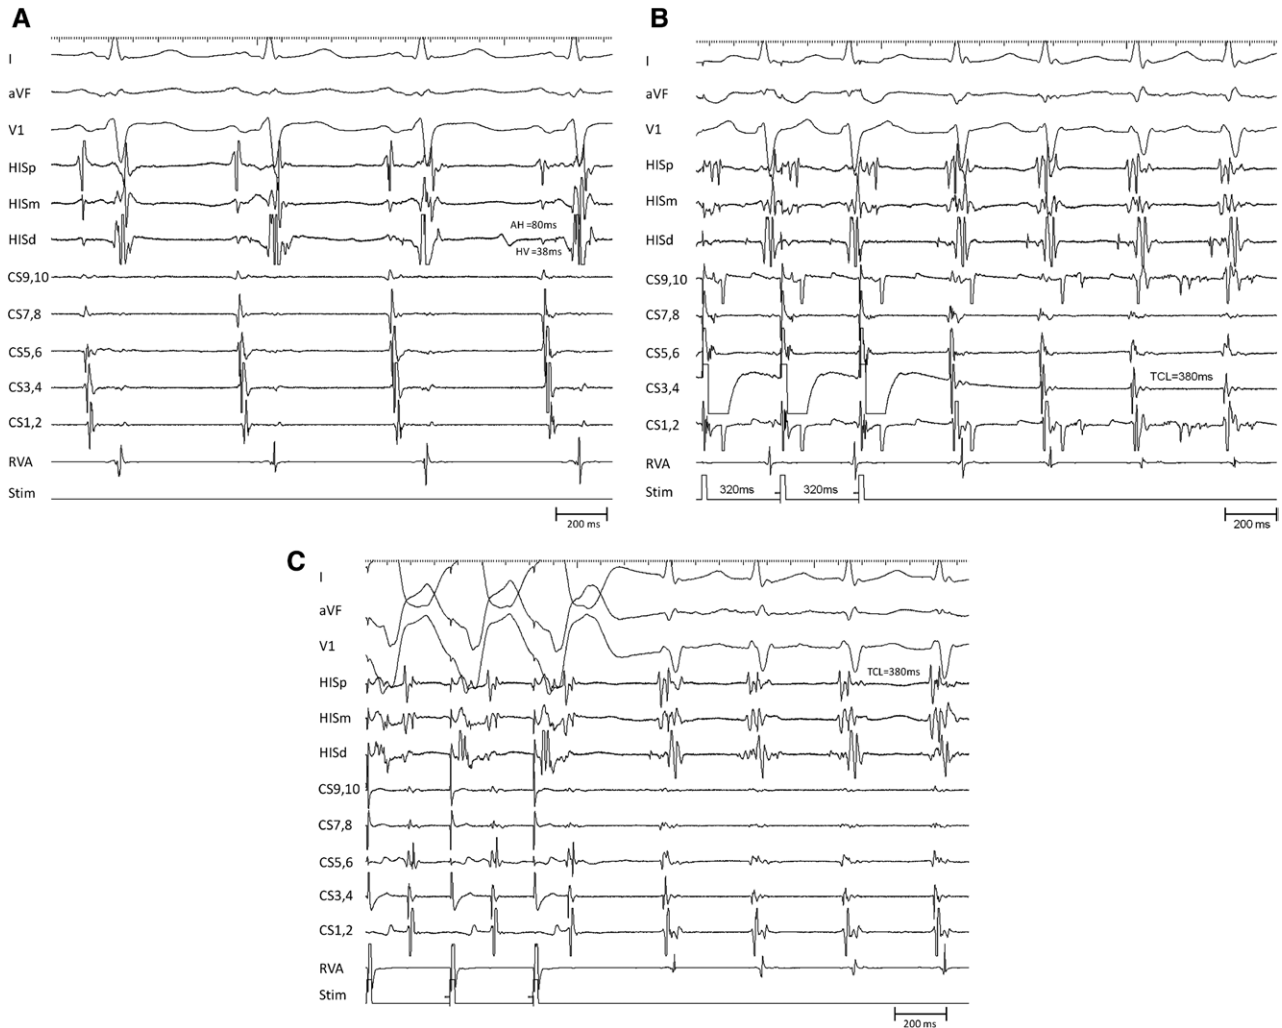 A
I
aVF
V1
HISp
HISm
HISd
AH =80ms
HV =38ms
CS9,10
CS7,8
CS5,6
CS3,4
CS1,2
RVA
Stim
200 ms
B
I
aVF
V1
HISp
HISm
HISd
CS9,10
CS7,8
CS5,6
CS3,4
TCL=380ms
CS1,2
RVA
Stim
320ms 320ms
200 ms
C
I
aVF
V1
TCL=380ms
HISp
HISm
HISd
CS9,10
CS7,8
CS5,6
CS3,4
CS1,2
RVA
Stim
200 ms